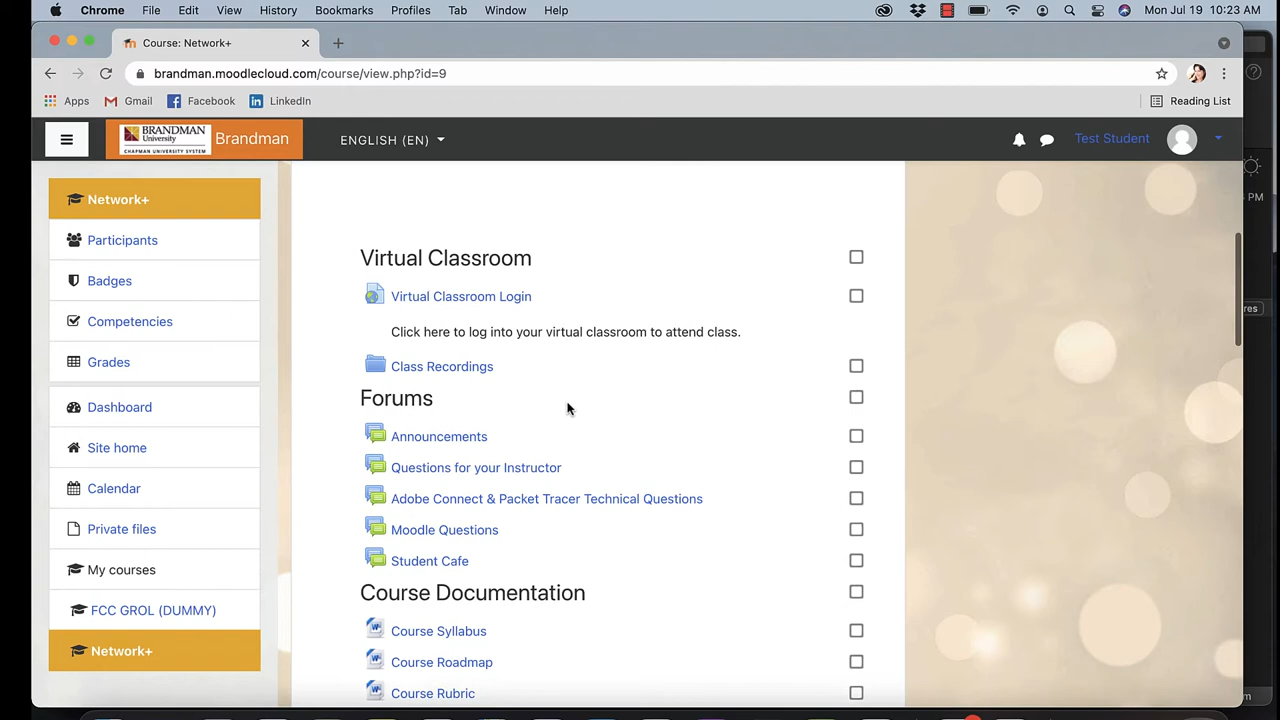 Chrome File Edit View History Bookmarks Profiles Tab Window Help Mon Jul 19 10:23 AM
Course: Network+
brandman.moodlecloud.com/course/view.php?id=9
Apps Gmail Facebook LinkedIn Reading List
BRANDMAN University CHAPMAN UNIVERSITY SYSTEM Brandman ENGLISH (EN) Test Student
Network+
Participants
Badges
Competencies
Grades
Dashboard
Site home
Calendar
Private files
My courses
FCC GROL (DUMMY)
Network+
Virtual Classroom
Virtual Classroom Login
Click here to log into your virtual classroom to attend class.
Class Recordings
Forums
Announcements
Questions for your Instructor
Adobe Connect & Packet Tracer Technical Questions
Moodle Questions
Student Cafe
Course Documentation
Course Syllabus
Course Roadmap
Course Rubric